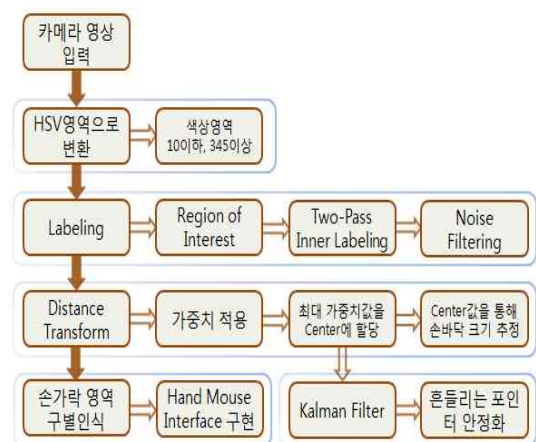 카메라 영상
입력
HSV영역으로
변환
색상영역
10이하, 345이상
Labeling
Region of
Interest
Two-Pass
Inner Labeling
Noise
Filtering
Distance
Transform
가중치 적용
최대 가중치값을
Center에 할당
Center값을 통해
손바닥 크기 추정
손가락 영역
구별인식
Hand Mouse
Interface 구현
Kalman Filter
흔들리는 포인
터 안정화